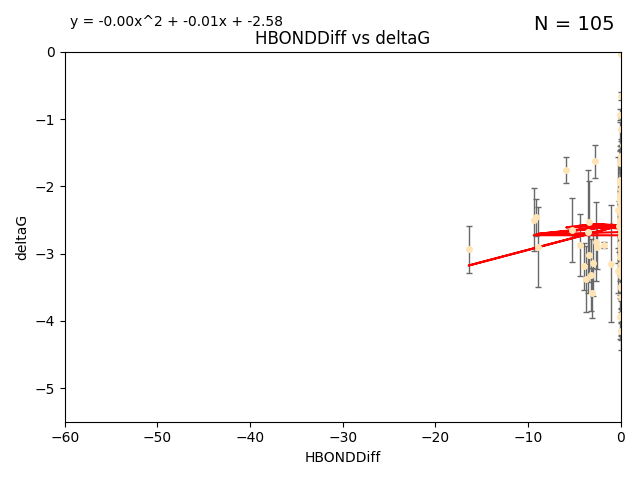 y = -0.00x^2 + -0.01x + -2.58
N = 105
HBONDDiff vs deltaG
0
−1
−2
−3
−4
−5
deltaG
−60
−50
−40
−30
−20
−10
0
HBONDDiff